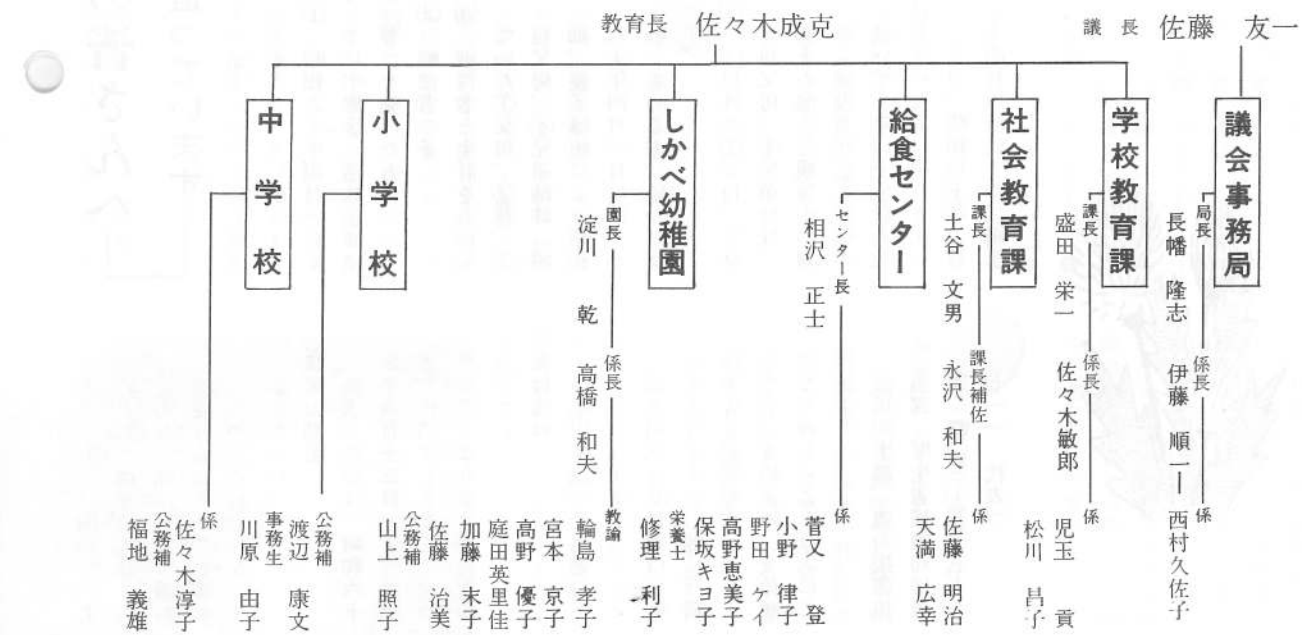 議長 佐藤 友一
議会事務局
局長
長幡 隆志
係長
伊藤 順一
係
西村久佐子
教育長 佐々木成克
学校教育課
課長
盛田 栄一
係長
佐々木敏郎
係
児玉 貢
松川 昌子
社会教育課
課長
土谷 文男
課長補佐
永沢 和夫
係
佐藤 明治
天満 広幸
給食センター
センター長
相沢 正士
係
菅又 登
小野 律子
野田 ケイ
高野恵美子
保坂キヨ子
栄養士
修理 利子
しかべ幼稚園
園長
淀川 乾
係長
高橋 和夫
教諭
輪島 孝子
宮本 京子
高野 優子
庭田英里佳
加藤 末子
佐藤 治美
公務補
山上 照子
小学校
公務補
渡辺 康文
事務生
川原 由子
中学校
係
佐々木淳子
公務補
福地 義雄